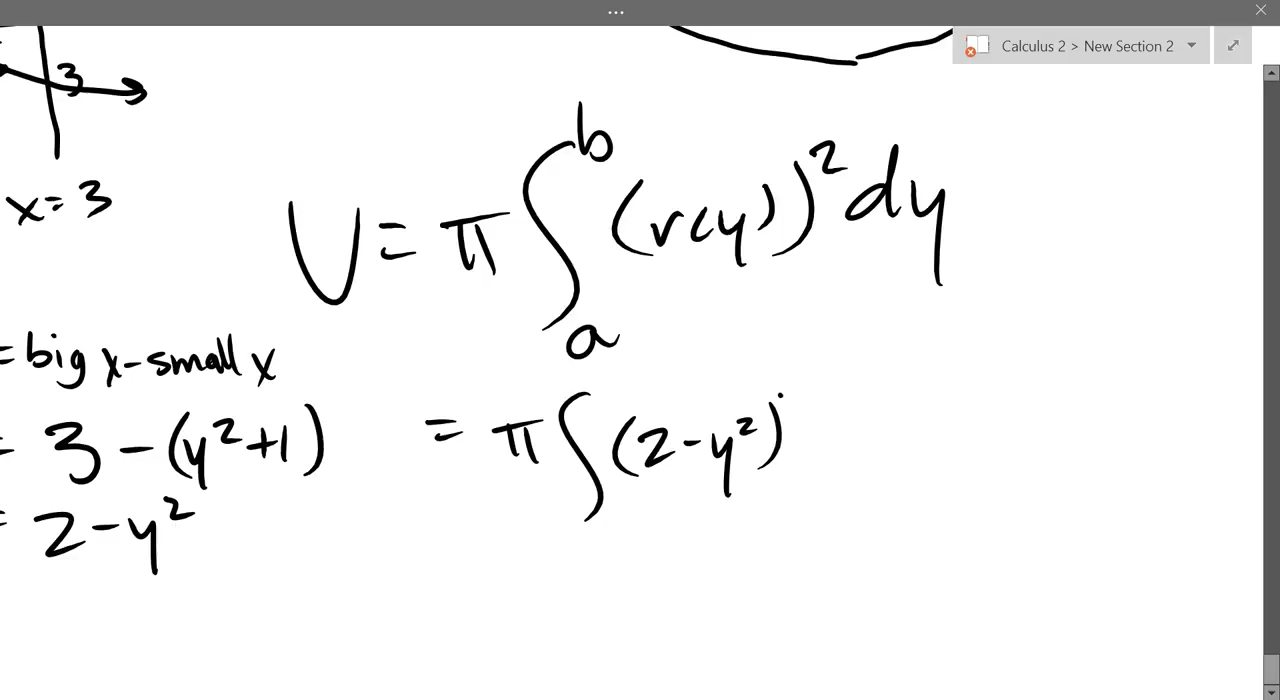 ...
Calculus 2 > New Section 2
3
x = 3
V = π ∫_a^b (r(y))² dy
= big x - small x
= 3 - (y² + 1)
= 2 - y²
= π ∫ (2 - y²)